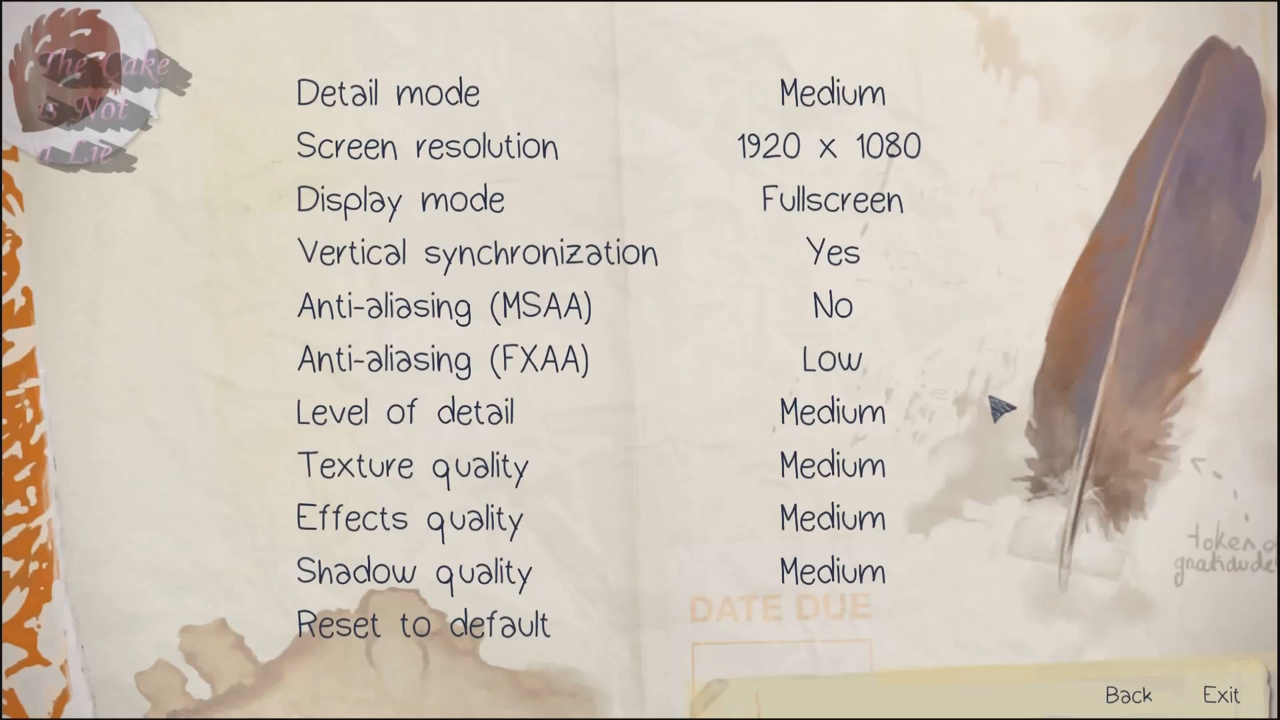 The Cake
is Not
a Lie
Detail mode Medium
Screen resolution 1920 x 1080
Display mode Fullscreen
Vertical synchronization Yes
Anti-aliasing (MSAA) No
Anti-aliasing (FXAA) Low
Level of detail Medium
Texture quality Medium
Effects quality Medium
Shadow quality Medium
Reset to default
token o
gratidude
DATE DUE
Back Exit